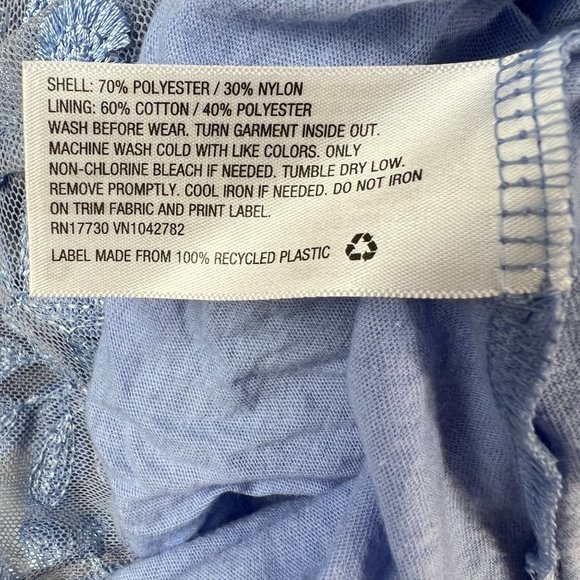 SHELL: 70% POLYESTER / 30% NYLON
LINING: 60% COTTON / 40% POLYESTER
WASH BEFORE WEAR. TURN GARMENT INSIDE OUT.
MACHINE WASH COLD WITH LIKE COLORS. ONLY
NON-CHLORINE BLEACH IF NEEDED. TUMBLE DRY LOW.
REMOVE PROMPTLY. COOL IRON IF NEEDED. DO NOT IRON
ON TRIM FABRIC AND PRINT LABEL.
RN17730 VN1042782
LABEL MADE FROM 100% RECYCLED PLASTIC